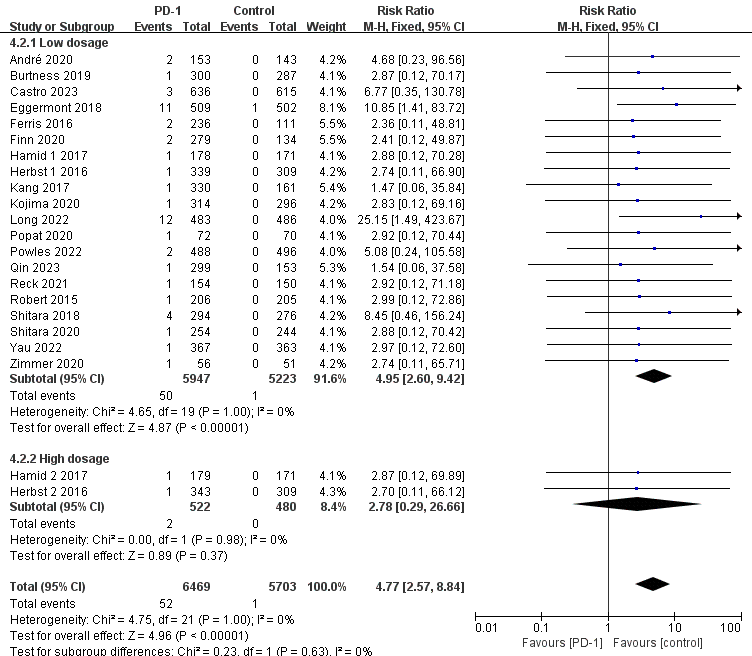 PD-1 Control Risk Ratio Risk Ratio
Study or Subgroup Events Total Events Total Weight M-H, Fixed, 95% CI M-H, Fixed, 95% CI
4.2.1 Low dosage
André 2020 2 153 0 143 4.2% 4.68 [0.23, 96.56]
Burtness 2019 1 300 0 287 4.2% 2.87 [0.12, 70.17]
Castro 2023 3 636 0 615 4.2% 6.77 [0.35, 130.78]
Eggermont 2018 11 509 1 502 8.4% 10.85 [1.41, 83.72]
Ferris 2016 2 236 0 111 5.5% 2.36 [0.11, 48.81]
Finn 2020 2 279 0 134 5.5% 2.41 [0.12, 49.87]
Hamid 1 2017 1 178 0 171 4.2% 2.88 [0.12, 70.28]
Herbst 1 2016 1 339 0 309 4.3% 2.74 [0.11, 66.90]
Kang 2017 1 330 0 161 5.5% 1.47 [0.06, 35.84]
Kojima 2020 1 314 0 296 4.2% 2.83 [0.12, 69.16]
Long 2022 12 483 0 486 4.0% 25.15 [1.49, 423.67]
Popat 2020 1 72 0 70 4.1% 2.92 [0.12, 70.44]
Powles 2022 2 488 0 496 4.0% 5.08 [0.24, 105.58]
Qin 2023 1 299 0 153 5.4% 1.54 [0.06, 37.58]
Reck 2021 1 154 0 150 4.1% 2.92 [0.12, 71.18]
Robert 2015 1 206 0 205 4.1% 2.99 [0.12, 72.86]
Shitara 2018 4 294 0 276 4.2% 8.45 [0.46, 156.24]
Shitara 2020 1 254 0 244 4.2% 2.88 [0.12, 70.42]
Yau 2022 1 367 0 363 4.1% 2.97 [0.12, 72.60]
Zimmer 2020 1 56 0 51 4.2% 2.74 [0.11, 65.71]
Subtotal (95% CI) 5947 5223 91.6% 4.95 [2.60, 9.42]
Total events 50 1
Heterogeneity: Chi² = 4.65, df = 19 (P = 1.00); I² = 0%
Test for overall effect: Z = 4.87 (P < 0.00001)
4.2.2 High dosage
Hamid 2 2017 1 179 0 171 4.1% 2.87 [0.12, 69.89]
Herbst 2 2016 1 343 0 309 4.3% 2.70 [0.11, 66.12]
Subtotal (95% CI) 522 480 8.4% 2.78 [0.29, 26.66]
Total events 2 0
Heterogeneity: Chi² = 0.00, df = 1 (P = 0.98); I² = 0%
Test for overall effect: Z = 0.89 (P = 0.37)
Total (95% CI) 6469 5703 100.0% 4.77 [2.57, 8.84]
Total events 52 1
Heterogeneity: Chi² = 4.75, df = 21 (P = 1.00); I² = 0%
Test for overall effect: Z = 4.96 (P < 0.00001)
Test for subgroup differences: Chi² = 0.23, df = 1 (P = 0.63), I² = 0%
0.01 0.1 1 10 100
Favours [PD-1] Favours [control]